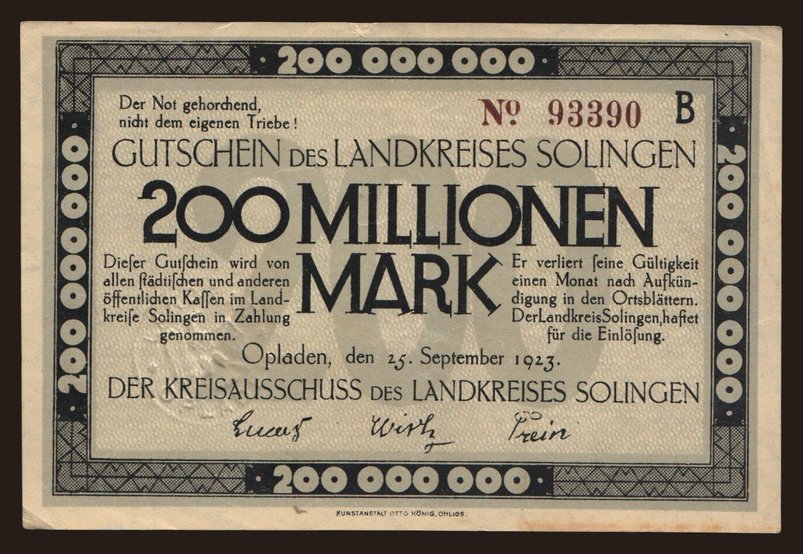 200 000 000
Der Not gehorchend,
nicht dem eigenen Triebe!
No 93390 B
GUTSCHEIN DES LANDKREISES SOLINGEN
200 MILLIONEN
MARK
Dieſer Gutſchein wird von
allen ſtädtiſchen und anderen
öffentlichen Kaſſen im Land-
kreiſe Solingen in Zahlung
genommen.
Er verliert ſeine Gültigkeit
einen Monat nach Aufkün-
digung in den Ortsblättern.
Der Landkreis Solingen, haftet
für die Einlöſung.
Opladen, den 25. September 1923.
DER KREISAUSSCHUSS DES LANDKREISES SOLINGEN
Lucas Wirtz Trein
200 000 000
200 000 000
200 000 000
KUNSTANSTALT OTTO KÖNIG, OHLIGS.